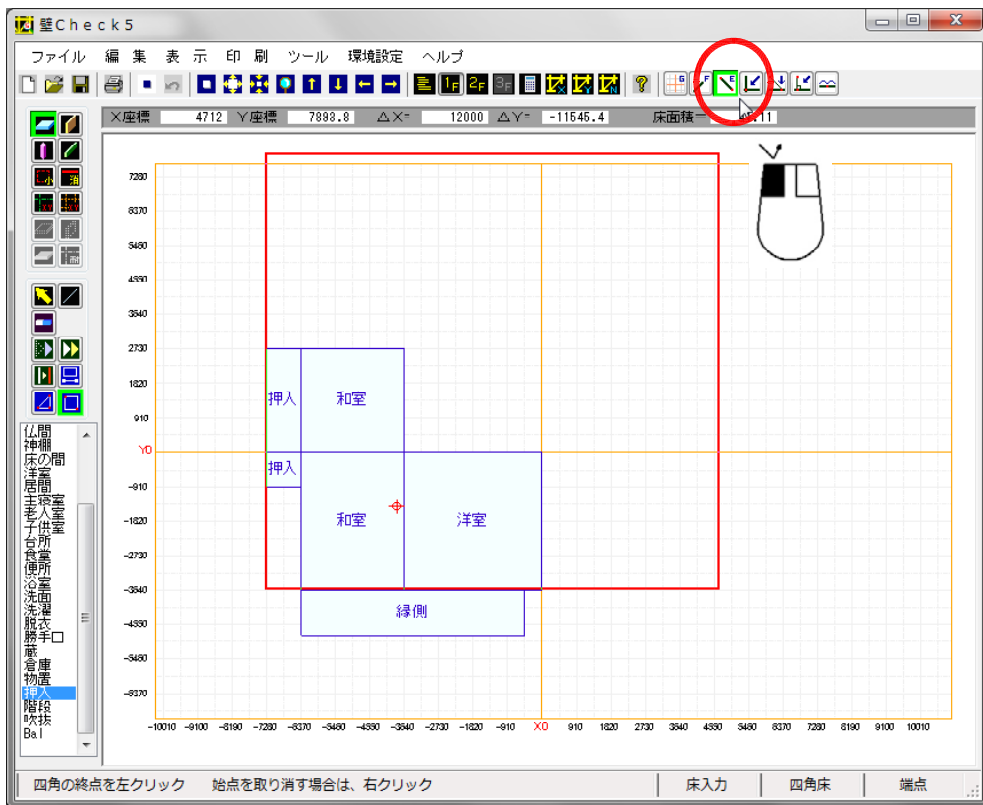 壁Check5
ファイル 編 集 表 示 印 刷 ツール 環境設定 ヘルプ
1F 2F 3F X Y N ? G F E
X座標 4712 Y座標 7893.8 △X= 12000 △Y= -11545.4 床面積=
小 消
XY XY
耐
7280
6370
5460
4550
3640
2730
1820
910
Y0
-910
-1820
-2730
-3640
-4550
-5460
-6370
押入 和室
押入
和室 洋室
縁側
-10010 -9100 -8190 -7280 -6370 -5460 -4550 -3640 -2730 -1820 -910 X0 910 1820 2730 3640 4550 5460 6370 7280 8190 9100 10010
仏間
神棚
床の間
洋室
居間
主寝室
老人室
子供室
台所
食堂
便所
浴室
洗面
洗濯
脱衣
勝手口
蔵
倉庫
物置
押入
階段
吹抜
Bal
四角の終点を左クリック 始点を取り消す場合は、右クリック 床入力 四角床 端点